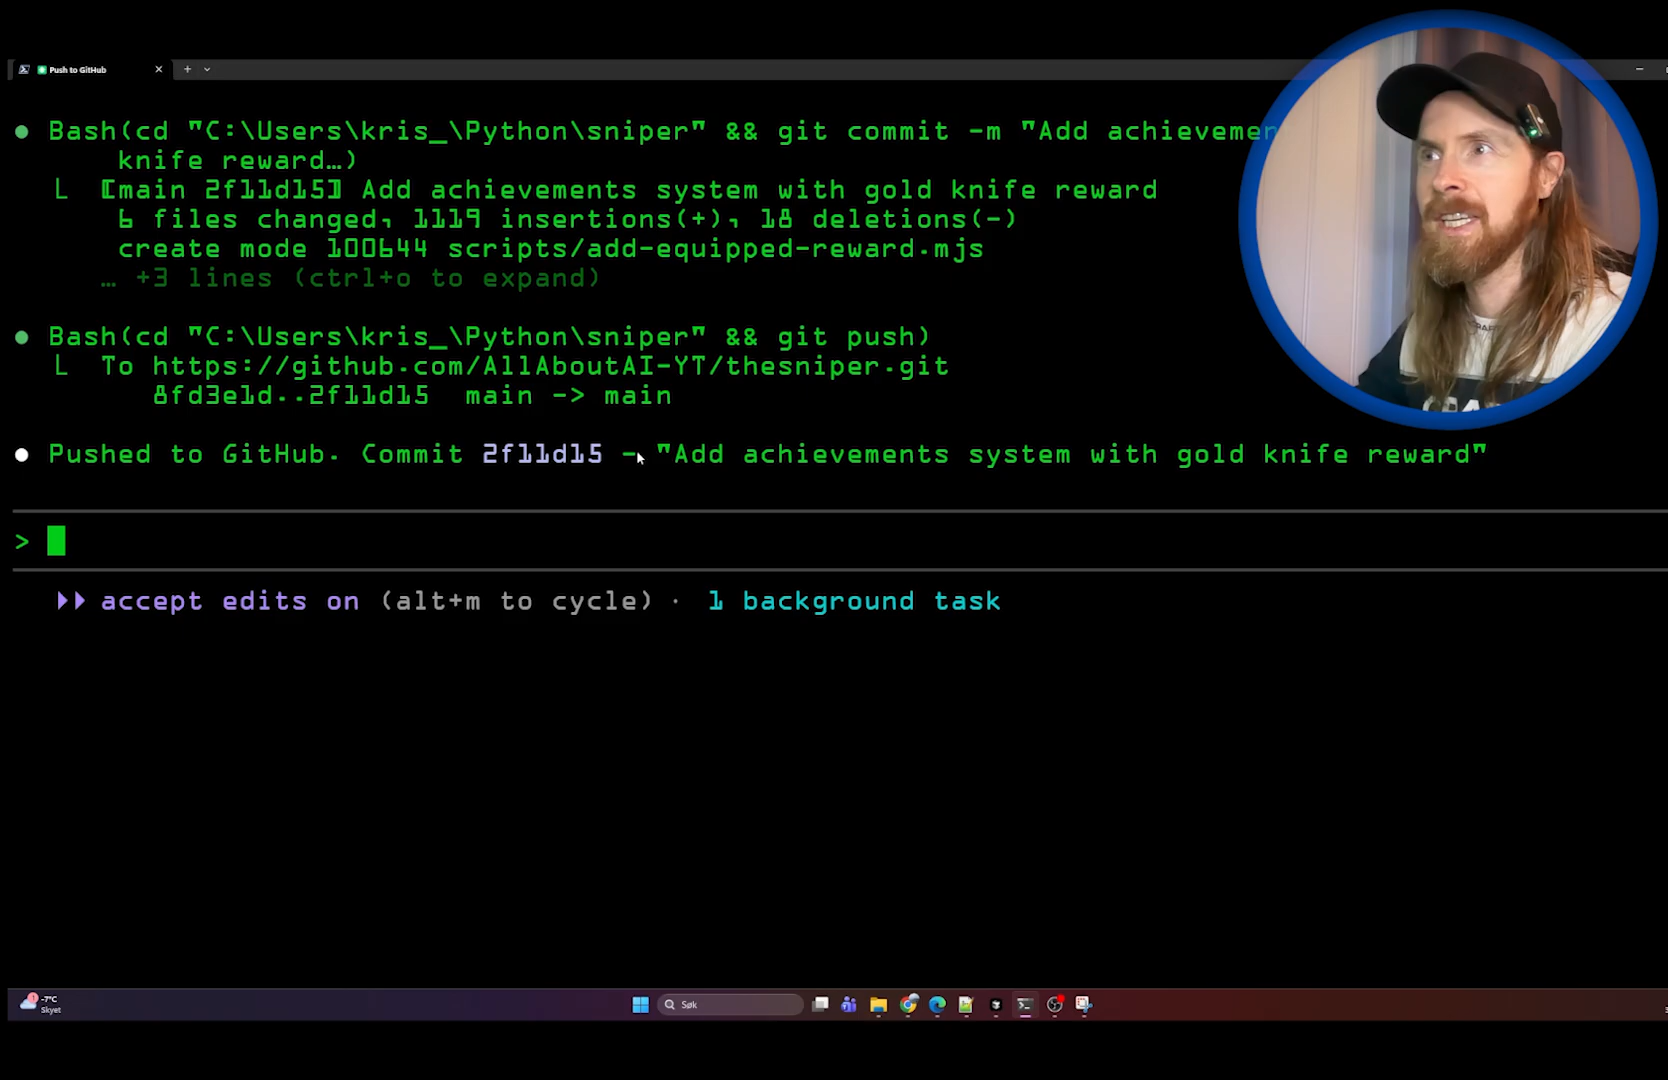 Push to GitHub
Bash(cd "C:\Users\kris_\Python\sniper" && git commit -m "Add achievemen
knife reward…)
[main 2f11d15] Add achievements system with gold knife reward
6 files changed, 1119 insertions(+), 18 deletions(-)
create mode 100644 scripts/add-equipped-reward.mjs
… +3 lines (ctrl+o to expand)
Bash(cd "C:\Users\kris_\Python\sniper" && git push)
To https://github.com/AllAboutAI-YT/thesniper.git
8fd3e1d..2f11d15 main -> main
Pushed to GitHub. Commit 2f11d15 - "Add achievements system with gold knife reward"
>
accept edits on (alt+m to cycle) · 1 background task
-7°C
Skyet
Søk